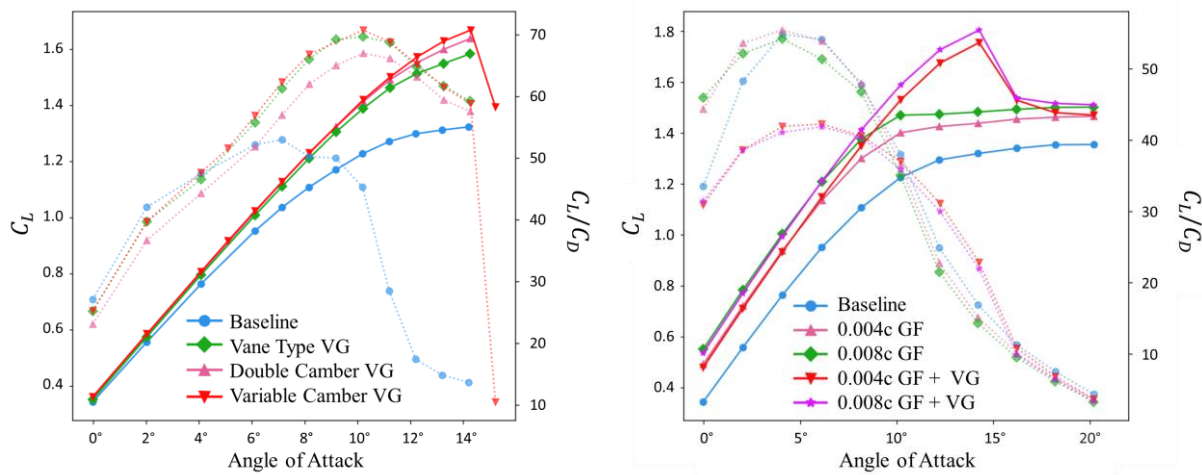 1.6
1.4
1.2
1.0
0.8
0.6
0.4
C_L
70
60
50
40
30
20
10
C_L/C_D
Baseline
Vane Type VG
Double Camber VG
Variable Camber VG
0° 2° 4° 6° 8° 10° 12° 14°
Angle of Attack
1.8
1.6
1.4
1.2
1.0
0.8
0.6
0.4
C_L
50
40
30
20
10
C_L/C_D
Baseline
0.004c GF
0.008c GF
0.004c GF + VG
0.008c GF + VG
0° 5° 10° 15° 20°
Angle of Attack